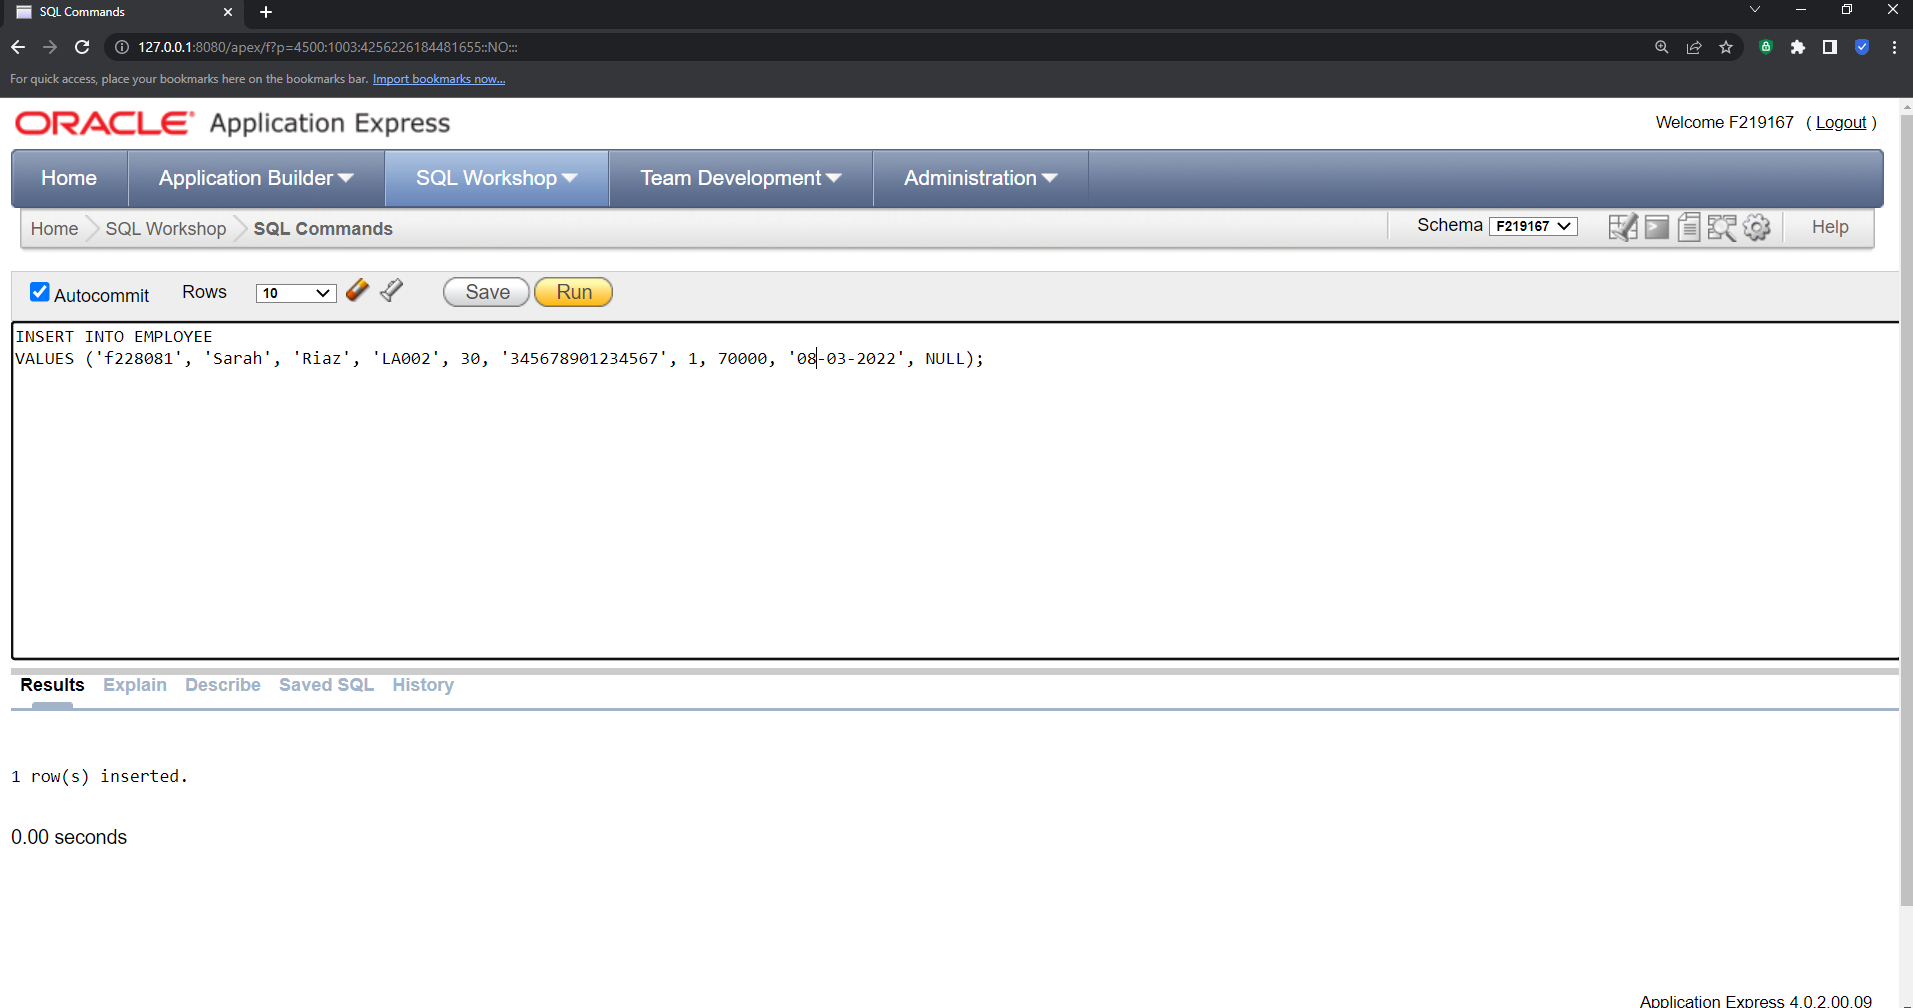 SQL Commands
127.0.0.1:8080/apex/f?p=4500:1003:4256226184481655::NO:::
For quick access, place your bookmarks here on the bookmarks bar. Import bookmarks now...
ORACLE Application Express
Welcome F219167 ( Logout )
Home Application Builder SQL Workshop Team Development Administration
Home SQL Workshop SQL Commands Schema F219167 Help
Autocommit Rows 10 Save Run
INSERT INTO EMPLOYEE
VALUES ('f228081', 'Sarah', 'Riaz', 'LA002', 30, '345678901234567', 1, 70000, '08-03-2022', NULL);
Results Explain Describe Saved SQL History
1 row(s) inserted.
0.00 seconds
Application Express 4.0.2.00.09